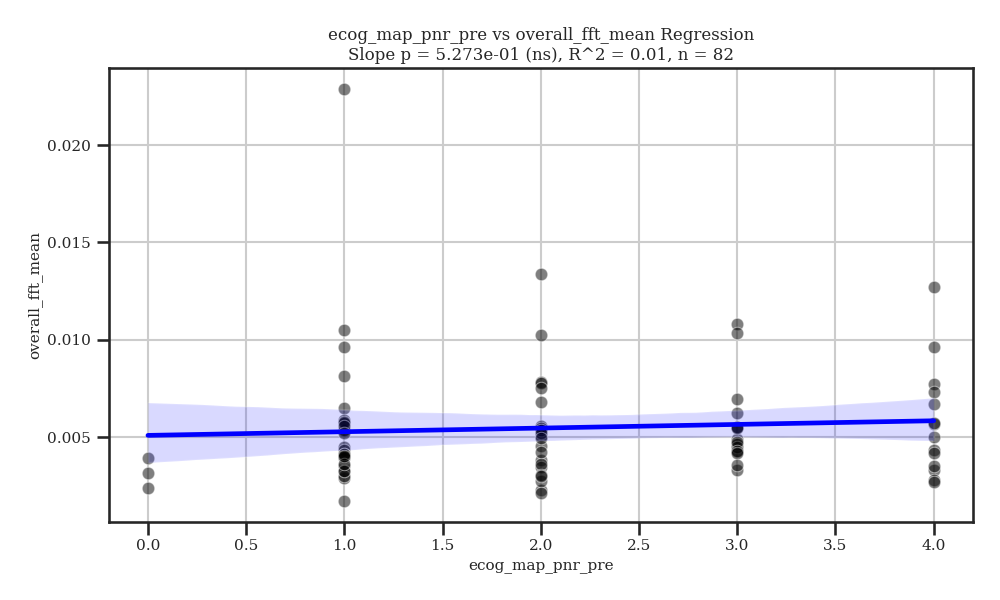 ecog_map_pnr_pre vs overall_fft_mean Regression
Slope p = 5.273e-01 (ns), R^2 = 0.01, n = 82
overall_fft_mean
0.020
0.015
0.010
0.005
0.0 0.5 1.0 1.5 2.0 2.5 3.0 3.5 4.0
ecog_map_pnr_pre